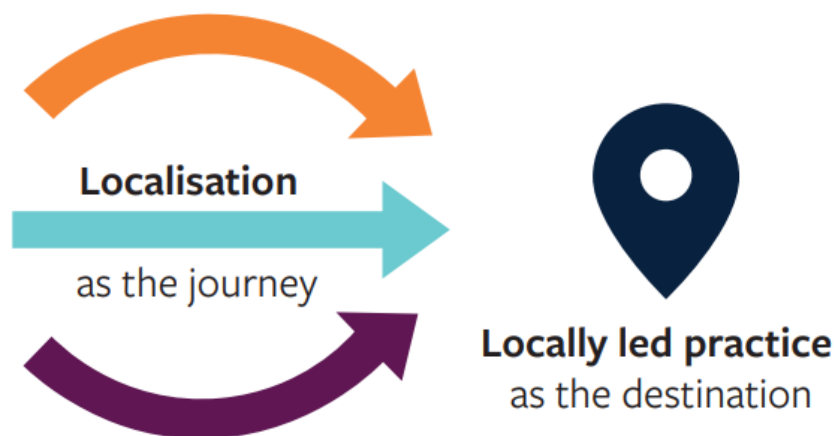 Localisation
as the journey
Locally led practice
as the destination